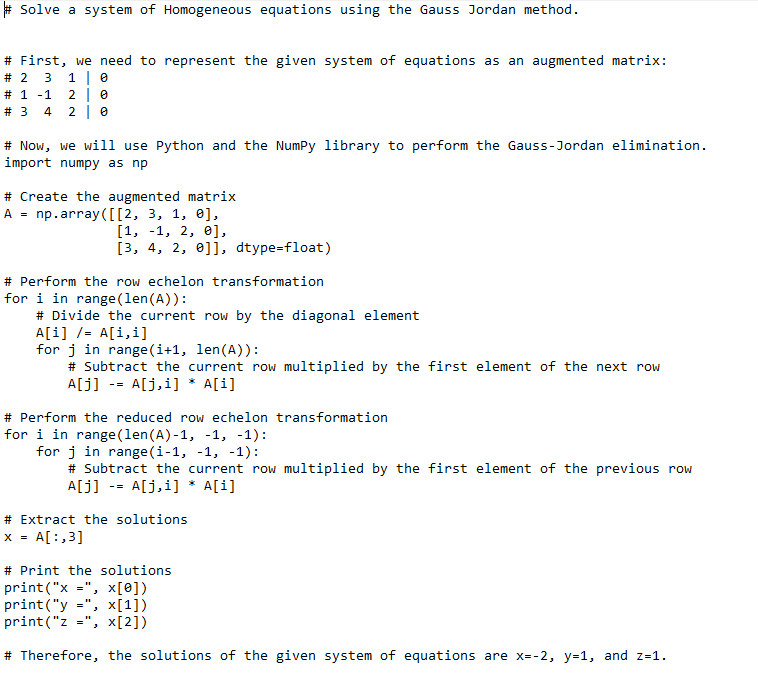 # Solve a system of Homogeneous equations using the Gauss Jordan method.
# First, we need to represent the given system of equations as an augmented matrix:
# 2  3  1 | 0
# 1 -1  2 | 0
# 3  4  2 | 0
# Now, we will use Python and the NumPy library to perform the Gauss-Jordan elimination.
import numpy as np
# Create the augmented matrix
A = np.array([[2, 3, 1, 0],
              [1, -1, 2, 0],
              [3, 4, 2, 0]], dtype=float)
# Perform the row echelon transformation
for i in range(len(A)):
    # Divide the current row by the diagonal element
    A[i] /= A[i,i]
    for j in range(i+1, len(A)):
        # Subtract the current row multiplied by the first element of the next row
        A[j] -= A[j,i] * A[i]
# Perform the reduced row echelon transformation
for i in range(len(A)-1, -1, -1):
    for j in range(i-1, -1, -1):
        # Subtract the current row multiplied by the first element of the previous row
        A[j] -= A[j,i] * A[i]
# Extract the solutions
x = A[:,3]
# Print the solutions
print("x =", x[0])
print("y =", x[1])
print("z =", x[2])
# Therefore, the solutions of the given system of equations are x=-2, y=1, and z=1.